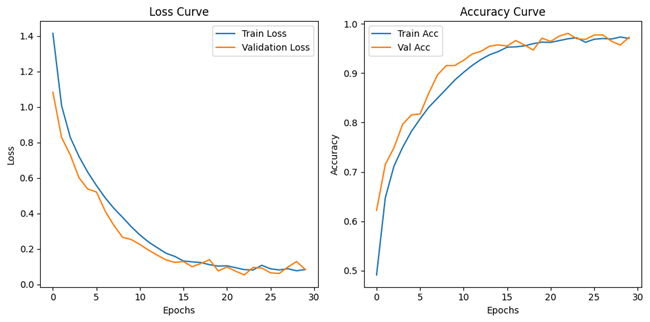 Loss Curve
Train Loss
Validation Loss
Loss
1.4
1.2
1.0
0.8
0.6
0.4
0.2
0.0
0 5 10 15 20 25 30
Epochs
Accuracy Curve
Train Acc
Val Acc
Accuracy
1.0
0.9
0.8
0.7
0.6
0.5
0 5 10 15 20 25 30
Epochs